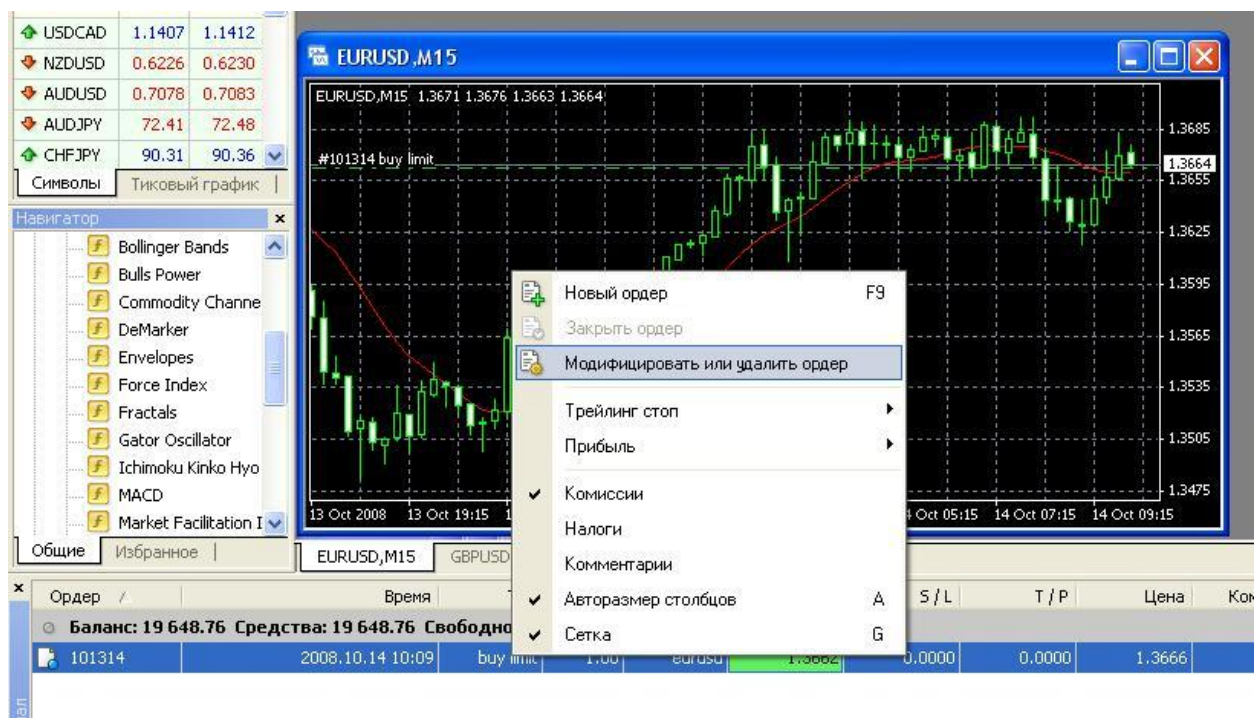 USDCAD 1.1407 1.1412
NZDUSD 0.6226 0.6230
AUDUSD 0.7078 0.7083
AUDJPY 72.41 72.48
CHFJPY 90.31 90.36
Символы Тиковый график
Навигатор
Bollinger Bands
Bulls Power
Commodity Channe
DeMarker
Envelopes
Force Index
Fractals
Gator Oscillator
Ichimoku Kinko Hyo
MACD
Market Facilitation I
Общие Избранное
EURUSD,M15
EURUSD,M15 1.3671 1.3676 1.3663 1.3664
#101314 buy limit
1.3685
1.3664
1.3655
1.3625
1.3595
1.3565
1.3535
1.3505
1.3475
13 Oct 2008 13 Oct 19:15 1 4 Oct 05:15 14 Oct 07:15 14 Oct 09:15
EURUSD,M15 GBPUSD
Новый ордер F9
Закрыть ордер
Модифицировать или удалить ордер
Трейлинг стоп
Прибыль
Комиссии
Налоги
Комментарии
Авторазмер столбцов A
Сетка G
Ордер / Время S / L T / P Цена Ком
Баланс: 19 648.76 Средства: 19 648.76 Свободно
101314 2008.10.14 10:09 buy limit 1.00 eurusd 1.3662 0.0000 0.0000 1.3666